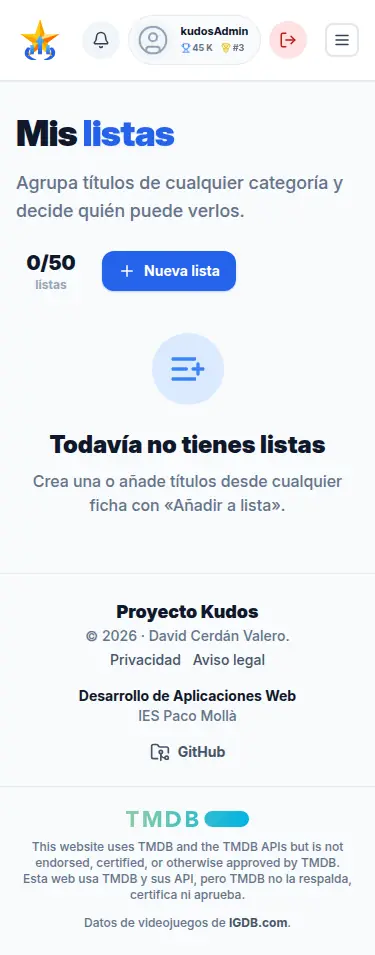 kudosAdmin
45 K #3
Mis listas
Agrupa títulos de cualquier categoría y
decide quién puede verlos.
0/50
listas
Nueva lista
Todavía no tienes listas
Crea una o añade títulos desde cualquier
ficha con «Añadir a lista».
Proyecto Kudos
© 2026 · David Cerdán Valero.
Privacidad Aviso legal
Desarrollo de Aplicaciones Web
IES Paco Mollà
GitHub
TMDB
This website uses TMDB and the TMDB APIs but is not
endorsed, certified, or otherwise approved by TMDB.
Esta web usa TMDB y sus API, pero TMDB no la respalda,
certifica ni aprueba.
Datos de videojuegos de IGDB.com.